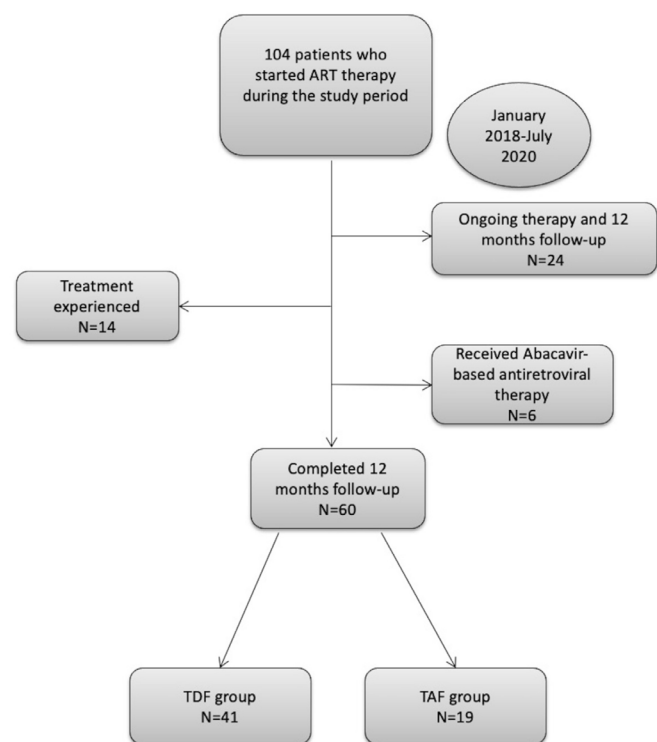 104 patients who
started ART therapy
during the study period
January
2018-July
2020
Ongoing therapy and 12
months follow-up
N=24
Treatment
experienced
N=14
Received Abacavir-
based antiretroviral
therapy
N=6
Completed 12
months follow-up
N=60
TDF group
N=41
TAF group
N=19